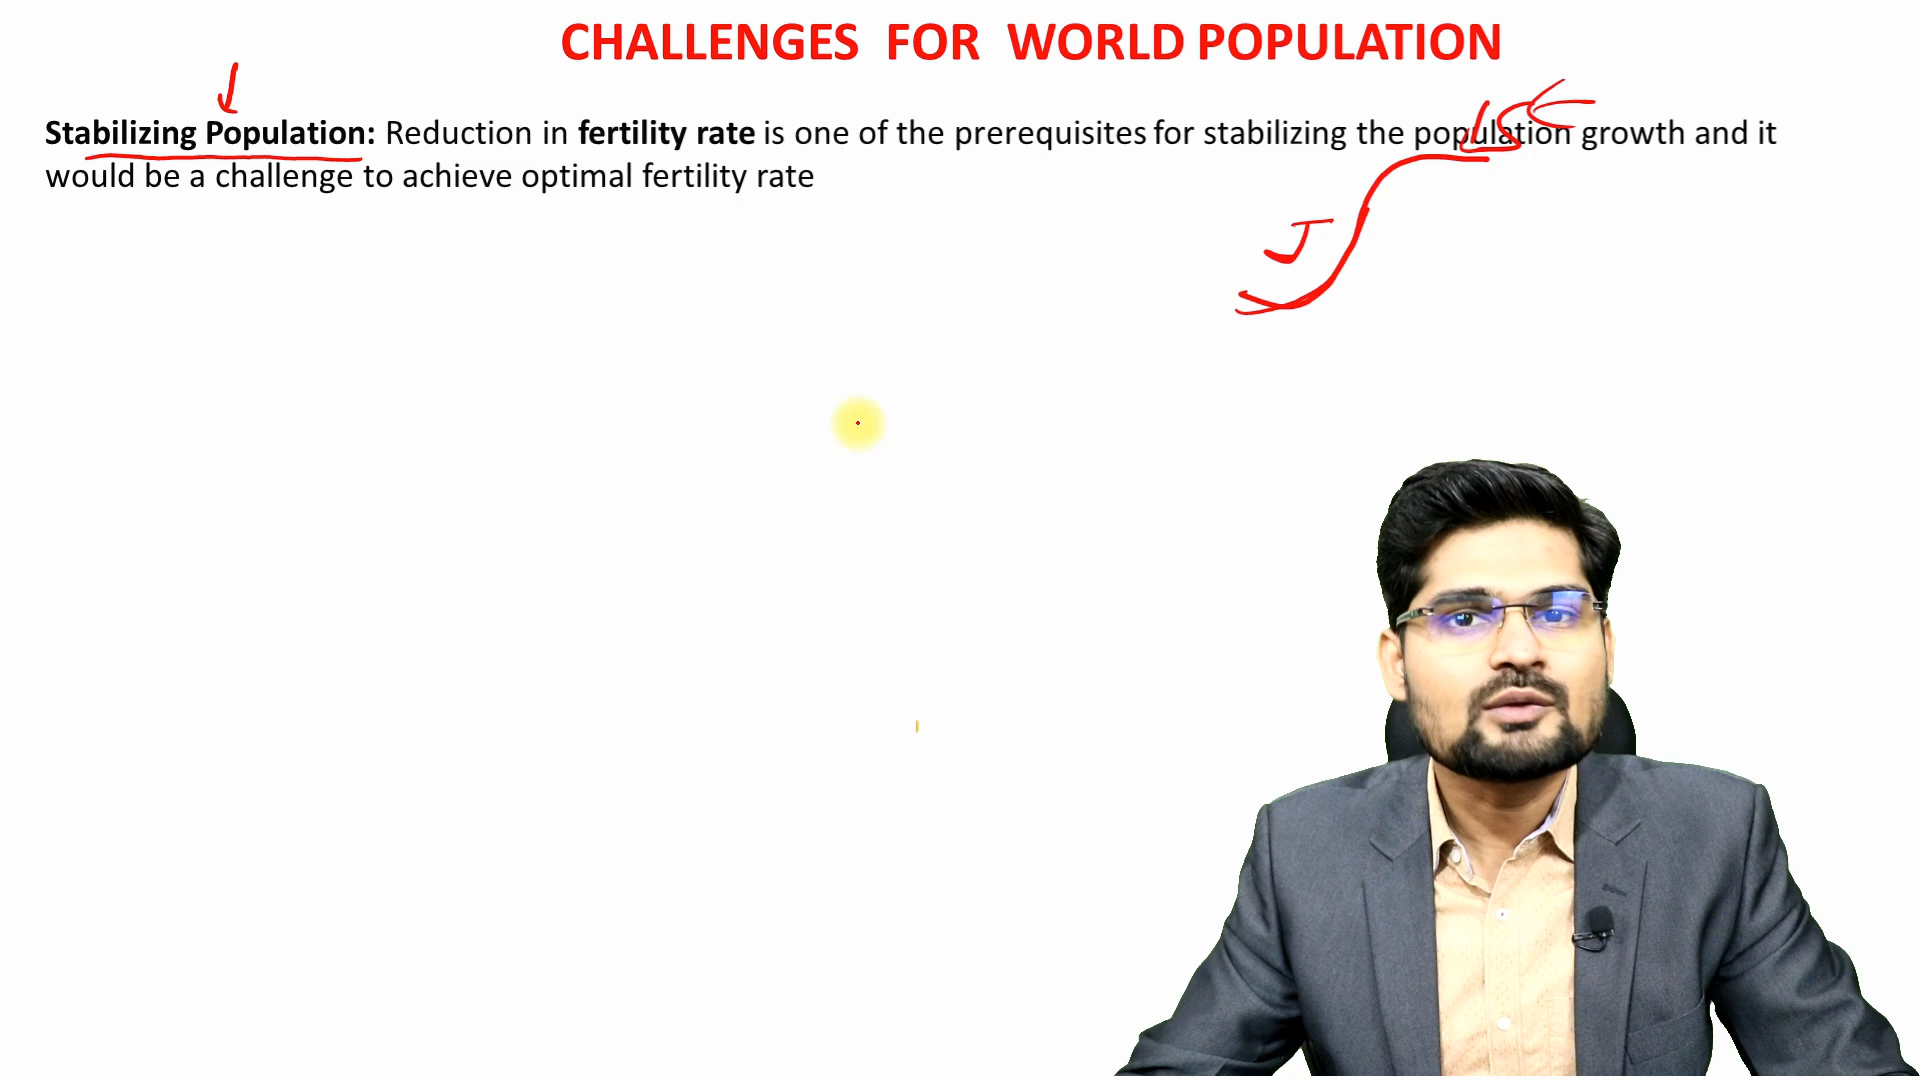 CHALLENGES FOR WORLD POPULATION
Stabilizing Population: Reduction in fertility rate is one of the prerequisites for stabilizing the population growth and it
would be a challenge to achieve optimal fertility rate
J